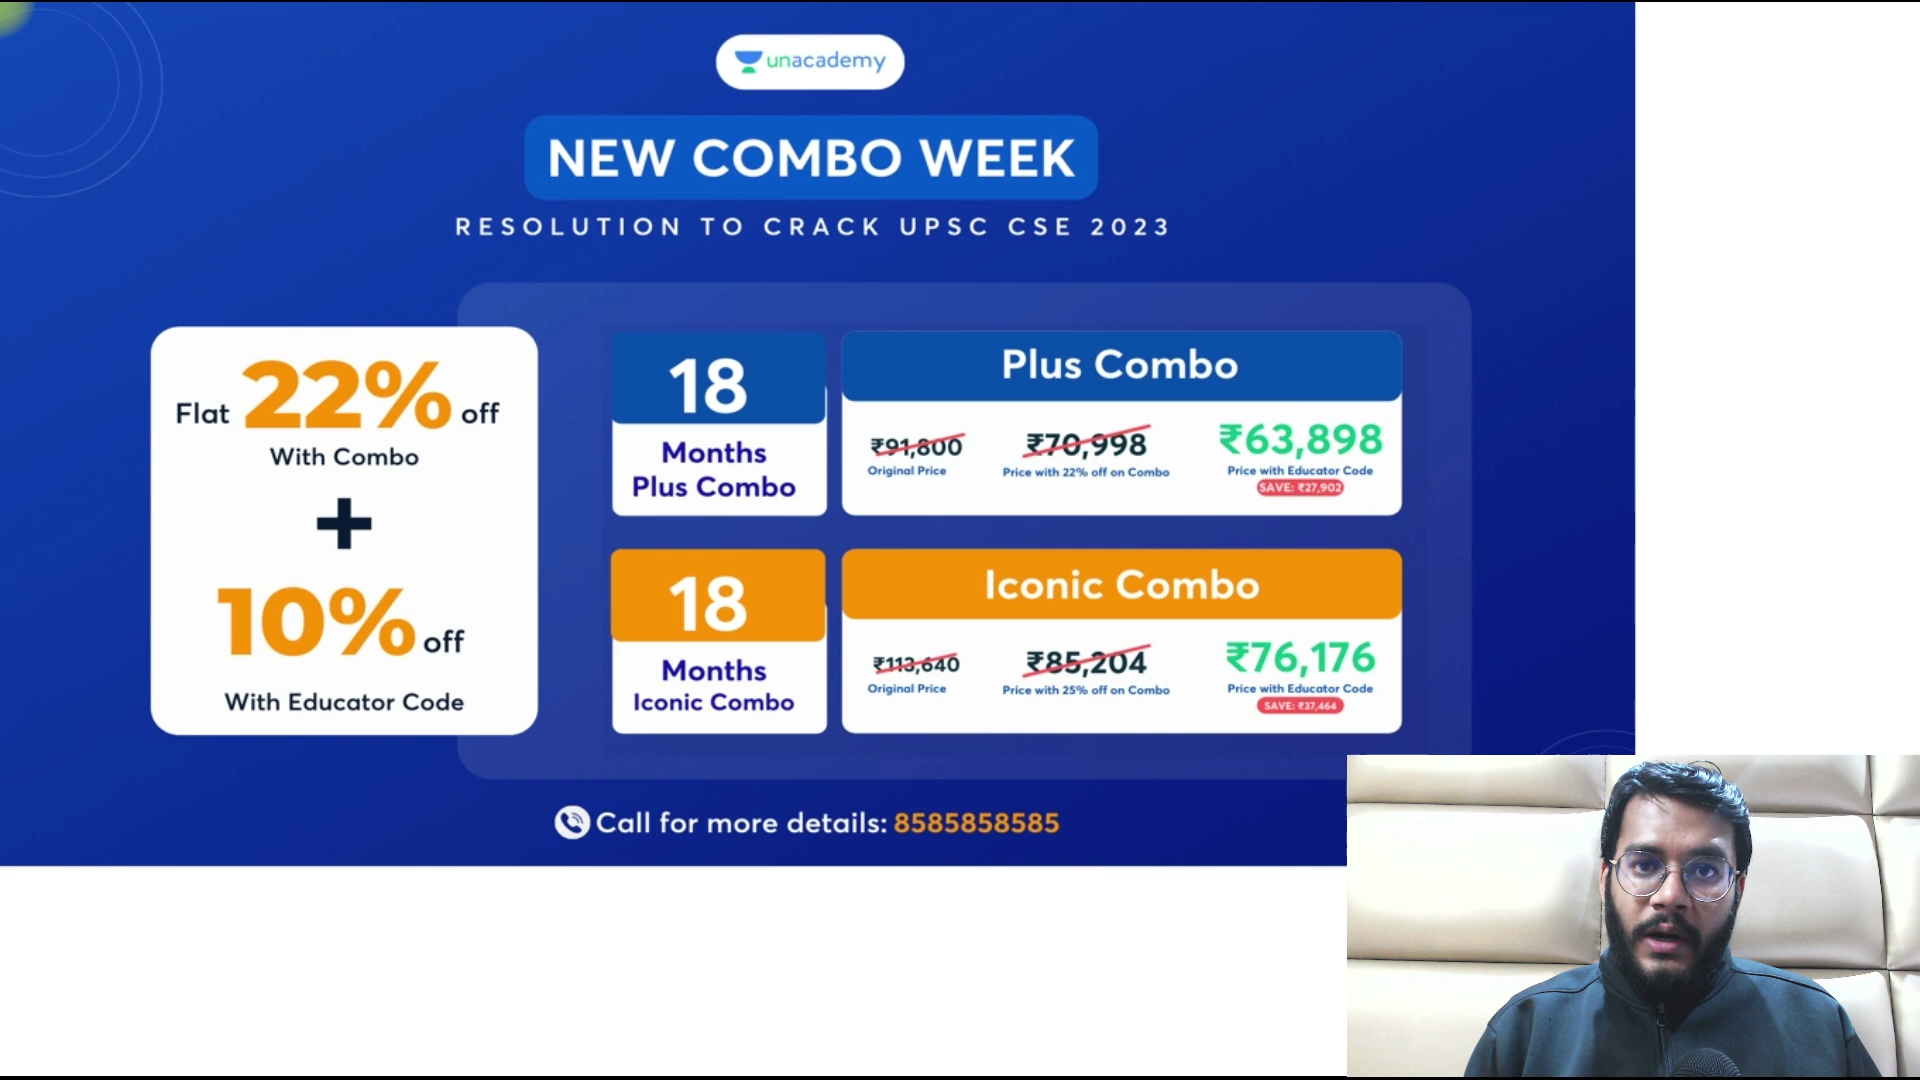 unacademy
NEW COMBO WEEK
RESOLUTION TO CRACK UPSC CSE 2023
Flat 22% off
With Combo
+
10% off
With Educator Code
18
Months
Plus Combo
Plus Combo
₹91,800
Original Price
₹70,998
Price with 22% off on Combo
₹63,898
Price with Educator Code
SAVE: ₹27,902
18
Months
Iconic Combo
Iconic Combo
₹113,640
Original Price
₹85,204
Price with 25% off on Combo
₹76,176
Price with Educator Code
SAVE: ₹37,464
Call for more details: 8585858585